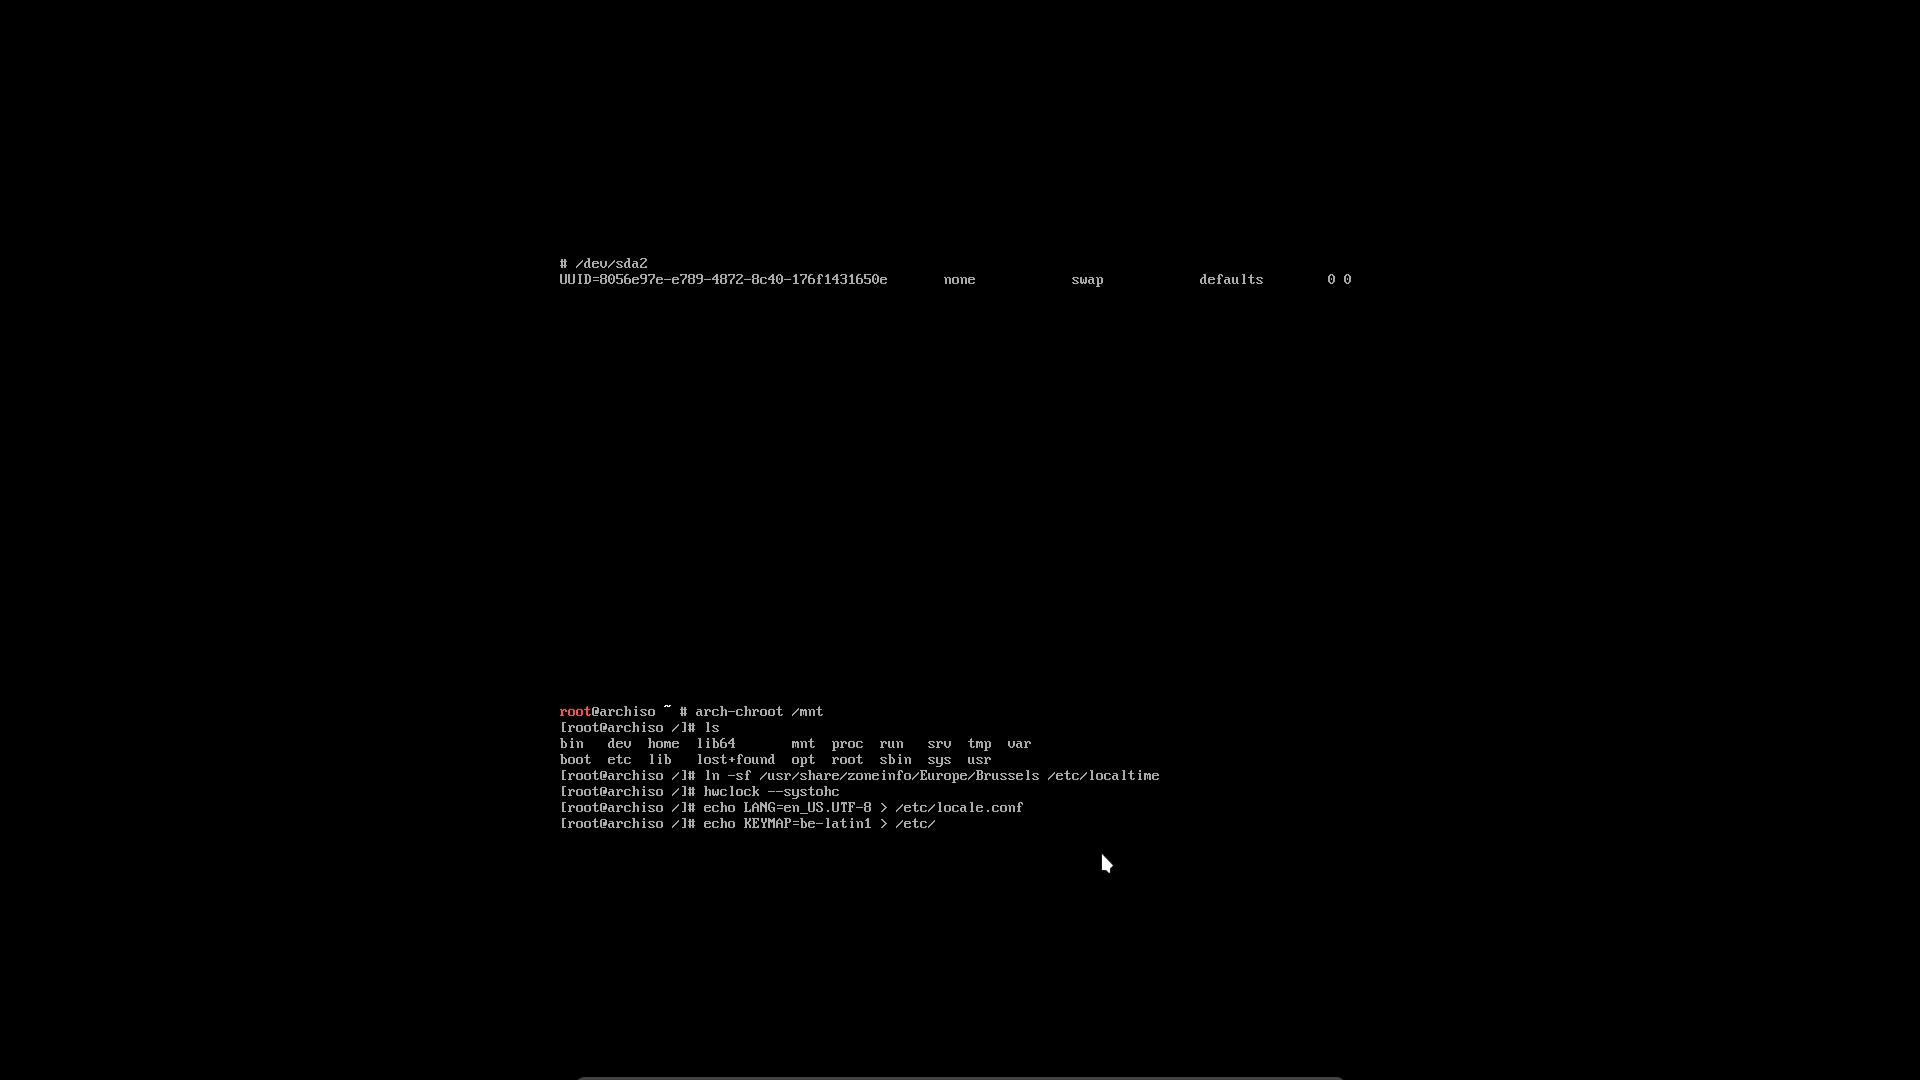 # /dev/sda2
UUID=8056e97e-e789-4872-8c40-176f1431650e       none            swap            defaults        0 0
root@archiso ~ # arch-chroot /mnt
[root@archiso /]# ls
bin   dev  home  lib64       mnt  proc  run   srv  tmp  var
boot  etc  lib   lost+found  opt  root  sbin  sys  usr
[root@archiso /]# ln -sf /usr/share/zoneinfo/Europe/Brussels /etc/localtime
[root@archiso /]# hwclock --systohc
[root@archiso /]# echo LANG=en_US.UTF-8 > /etc/locale.conf
[root@archiso /]# echo KEYMAP=be-latin1 > /etc/